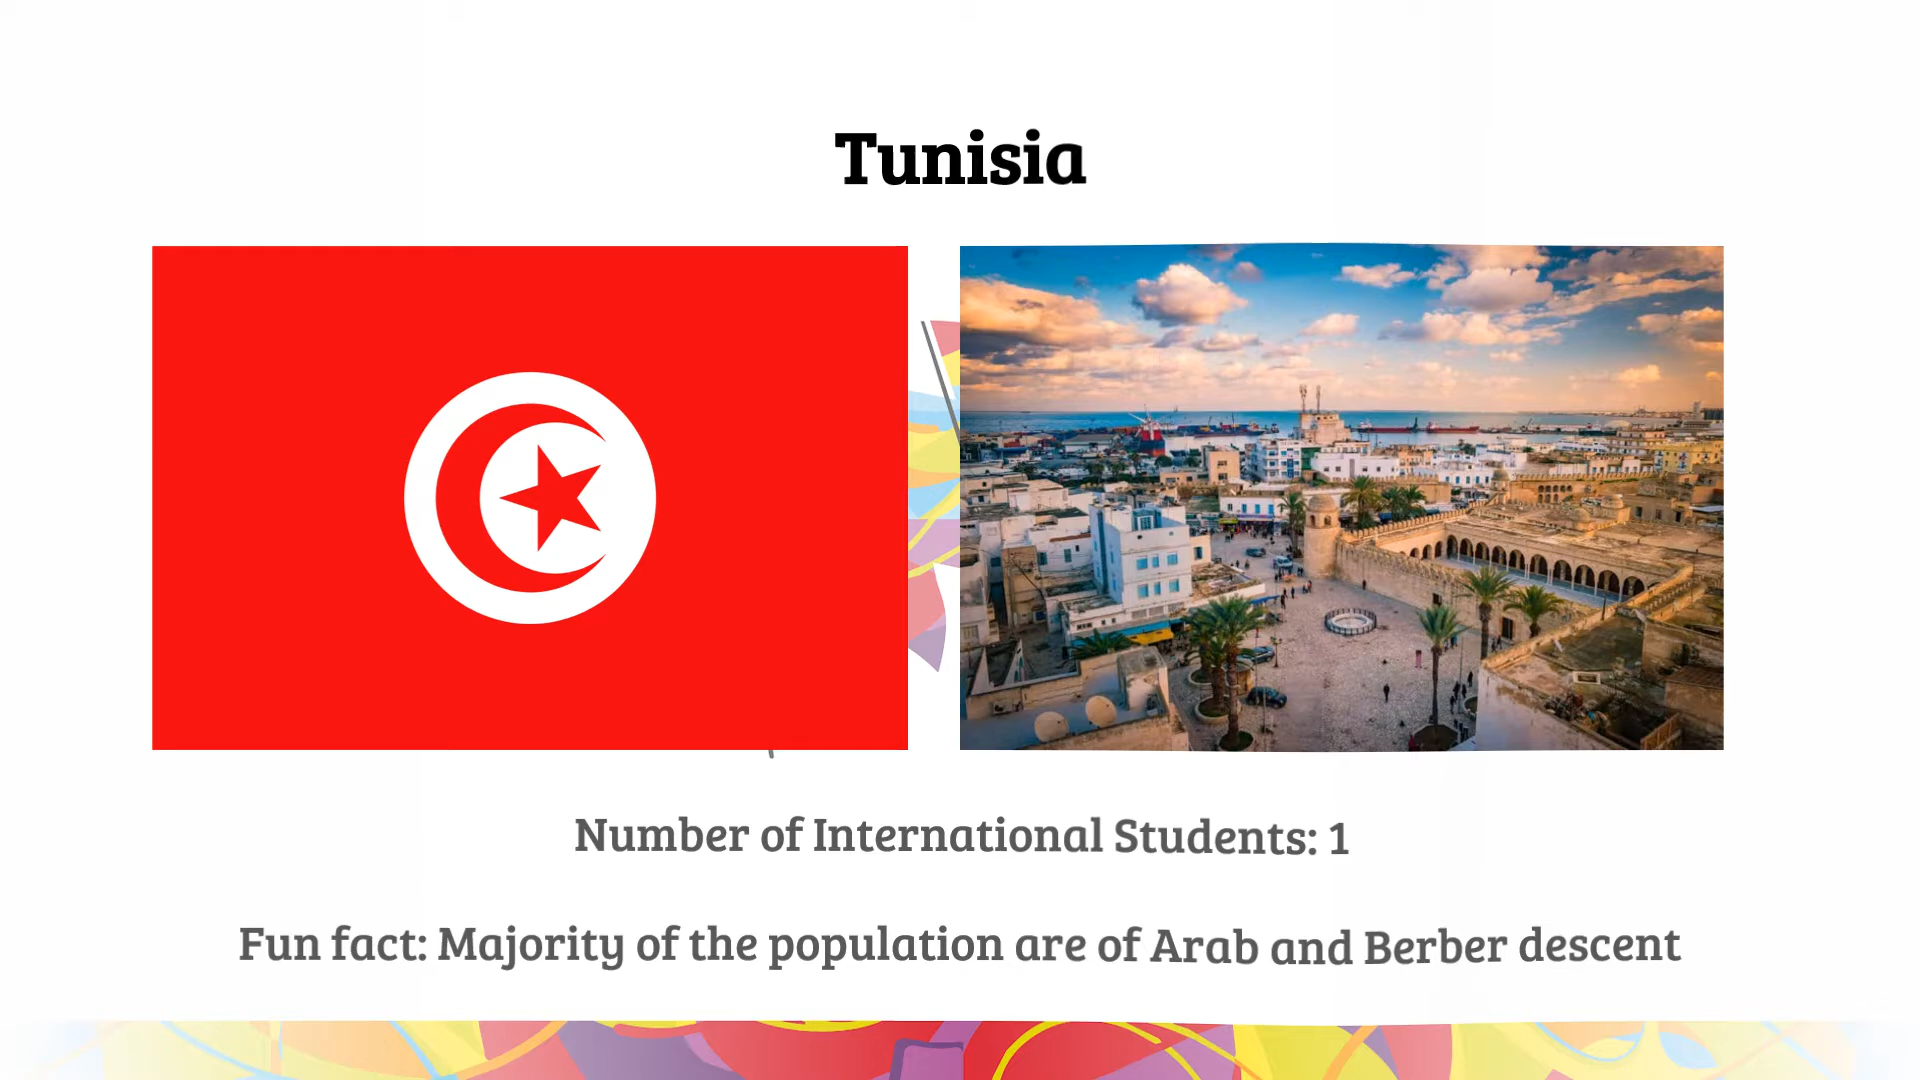 Tunisia
Number of International Students: 1
Fun fact: Majority of the population are of Arab and Berber descent